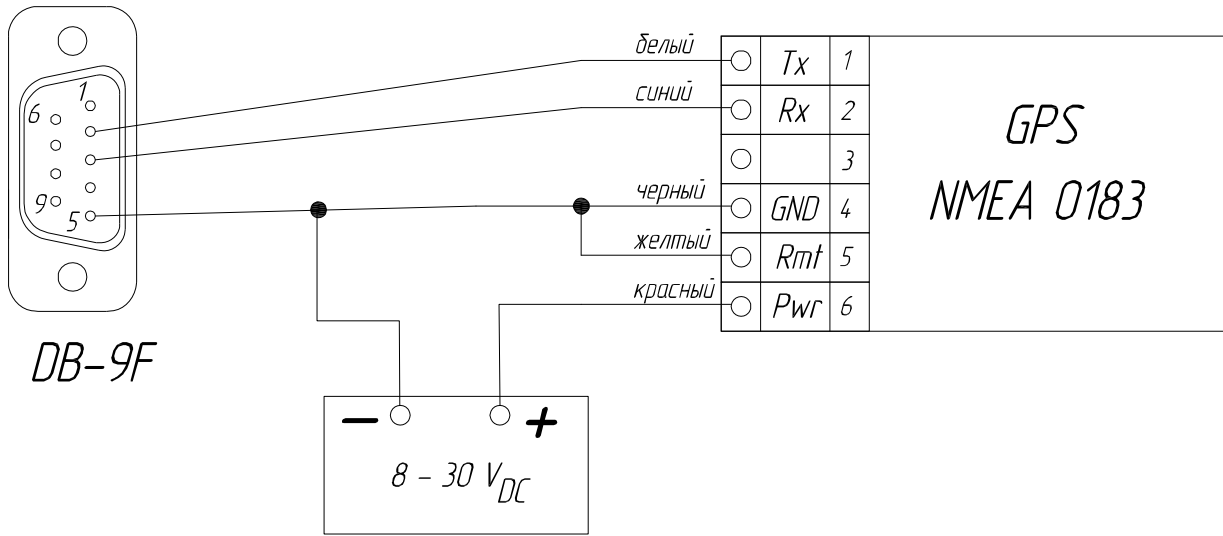 1
6
9
5
DB-9F
белый
синий
черный
желтый
красный
Tx 1
Rx 2
3
GND 4
Rmt 5
Pwr 6
GPS
NMEA 0183
− +
8 - 30 V DC